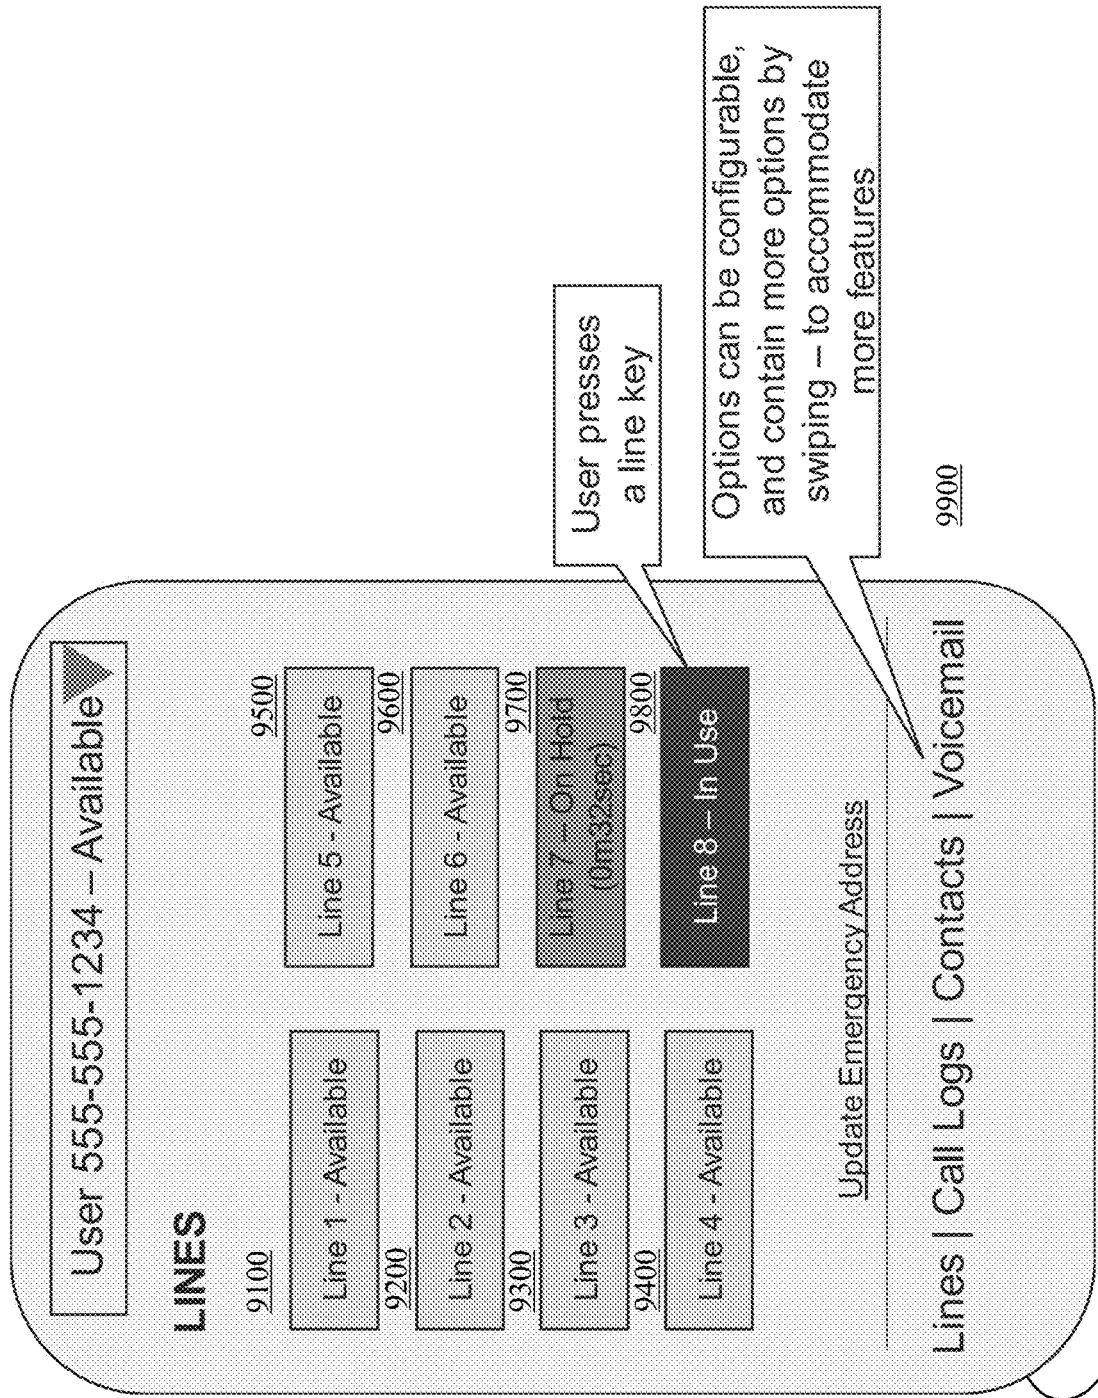 User 555-555-1234 – Available
LINES
9100
Line 1 - Available
9200
Line 2 - Available
9300
Line 3 - Available
9400
Line 4 - Available
9500
Line 5 - Available
9600
Line 6 - Available
9700
Line 7 – On Hold
(0m32sec)
9800
Line 8 – In Use
User presses
a line key
Update Emergency Address
Lines | Call Logs | Contacts | Voicemail
Options can be configurable,
and contain more options by
swiping – to accommodate
more features
9900